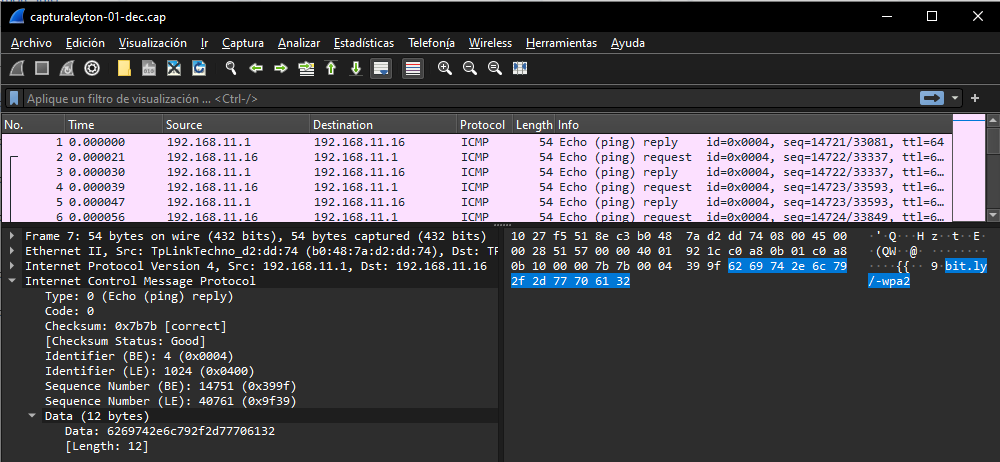 capturaleyton-01-dec.cap
Archivo Edición Visualización Ir Captura Analizar Estadísticas Telefonía Wireless Herramientas Ayuda
Aplique un filtro de visualización ... <Ctrl-/>
No. Time Source Destination Protocol Length Info
1 0.000000 192.168.11.1 192.168.11.16 ICMP 54 Echo (ping) reply id=0x0004, seq=14721/33081, ttl=64
2 0.000021 192.168.11.16 192.168.11.1 ICMP 54 Echo (ping) request id=0x0004, seq=14722/33337, ttl=6…
3 0.000030 192.168.11.1 192.168.11.16 ICMP 54 Echo (ping) reply id=0x0004, seq=14722/33337, ttl=6…
4 0.000039 192.168.11.16 192.168.11.1 ICMP 54 Echo (ping) request id=0x0004, seq=14723/33593, ttl=6…
5 0.000047 192.168.11.1 192.168.11.16 ICMP 54 Echo (ping) reply id=0x0004, seq=14723/33593, ttl=6…
6 0.000056 192.168.11.16 192.168.11.1 ICMP 54 Echo (ping) request id=0x0004, seq=14724/33849, ttl=6…
Frame 7: 54 bytes on wire (432 bits), 54 bytes captured (432 bits)
Ethernet II, Src: TpLinkTechno_d2:dd:74 (b0:48:7a:d2:dd:74), Dst: TP
Internet Protocol Version 4, Src: 192.168.11.1, Dst: 192.168.11.16
Internet Control Message Protocol
Type: 0 (Echo (ping) reply)
Code: 0
Checksum: 0x7b7b [correct]
[Checksum Status: Good]
Identifier (BE): 4 (0x0004)
Identifier (LE): 1024 (0x0400)
Sequence Number (BE): 14751 (0x399f)
Sequence Number (LE): 40761 (0x9f39)
Data (12 bytes)
Data: 6269742e6c792f2d77706132
[Length: 12]
10 27 f5 51 8e c3 b0 48 7a d2 dd 74 08 00 45 00 ·'·Q···H z··t··E·
00 28 51 57 00 00 40 01 92 1c c0 a8 0b 01 c0 a8 ·(QW··@· ········
0b 10 00 00 7b 7b 00 04 39 9f 62 69 74 2e 6c 79 ····{{·· 9·bit.ly
2f 2d 77 70 61 32 /-wpa2